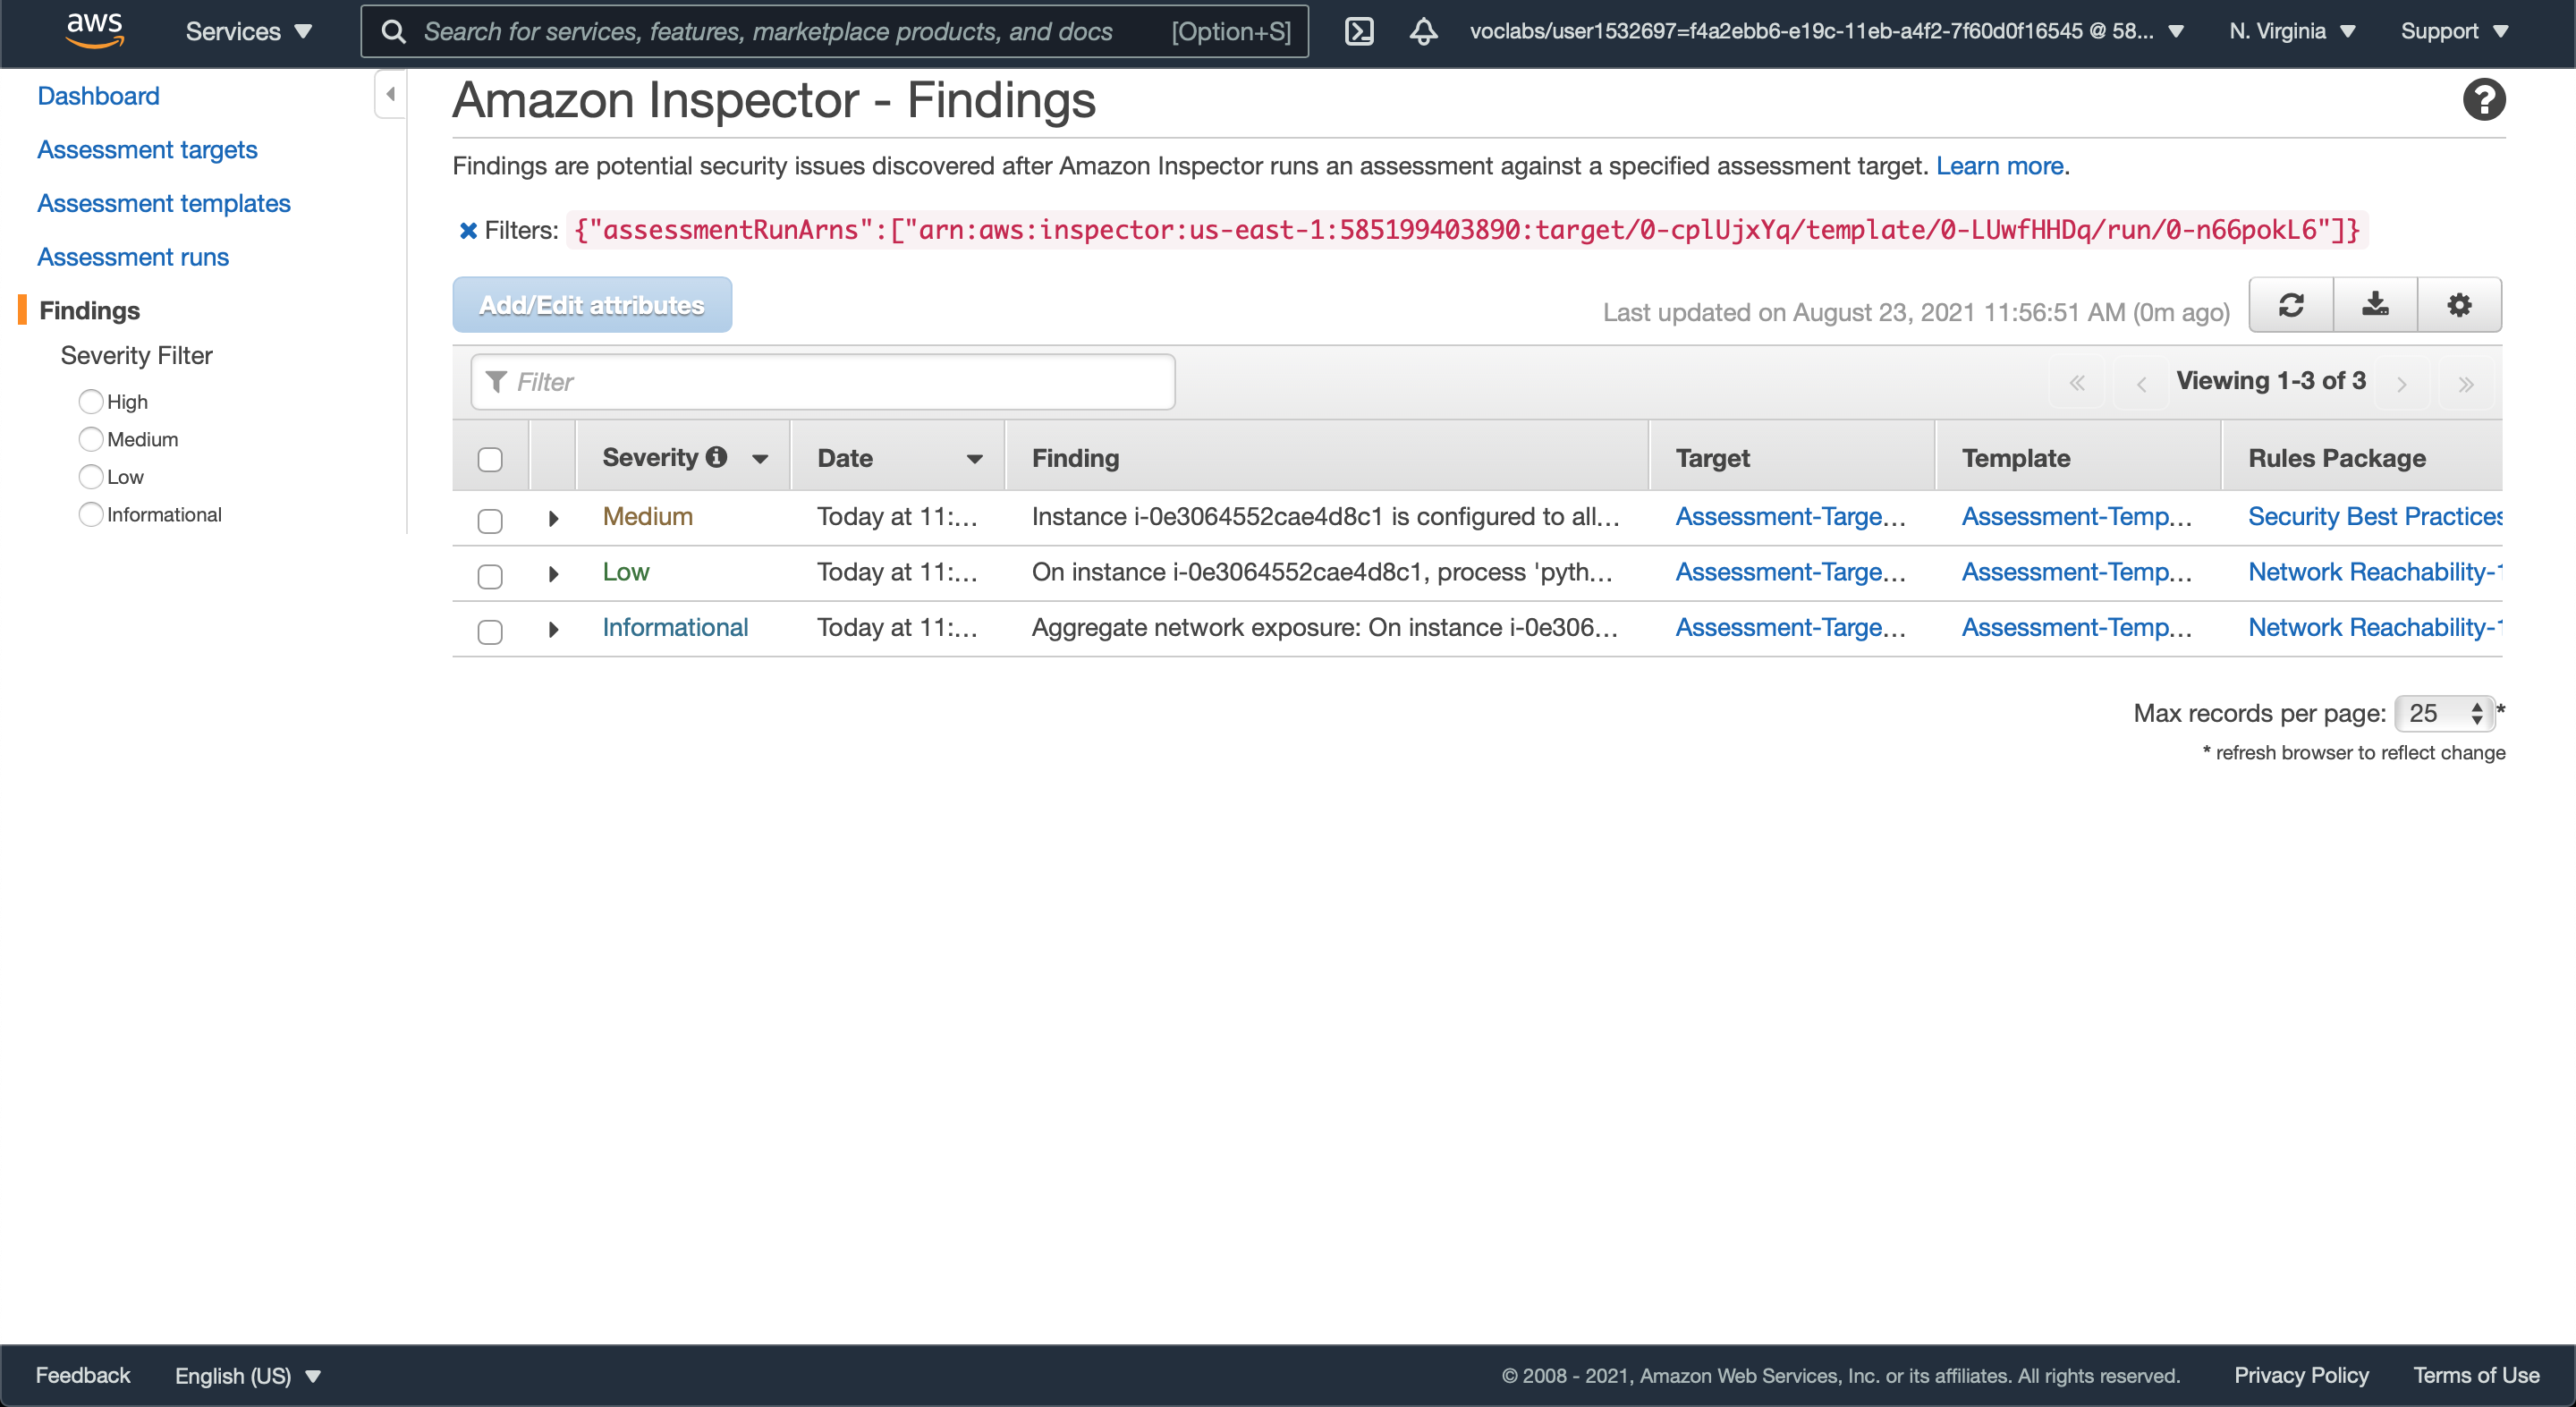 aws
Services
Search for services, features, marketplace products, and docs [Option+S]
voclabs/user1532697=f4a2ebb6-e19c-11eb-a4f2-7f60d0f16545 @ 58...
N. Virginia
Support
Dashboard
Assessment targets
Assessment templates
Assessment runs
Findings
Severity Filter
High
Medium
Low
Informational
Amazon Inspector - Findings
Findings are potential security issues discovered after Amazon Inspector runs an assessment against a specified assessment target. Learn more.
Filters: {"assessmentRunArns":["arn:aws:inspector:us-east-1:585199403890:target/0-cplUjxYq/template/0-LUwfHHDq/run/0-n66pokL6"]}
Add/Edit attributes
Last updated on August 23, 2021 11:56:51 AM (0m ago)
Filter
« ‹ Viewing 1-3 of 3 › »
Severity Date Finding Target Template Rules Package
Medium Today at 11:... Instance i-0e3064552cae4d8c1 is configured to all... Assessment-Targe... Assessment-Temp... Security Best Practices
Low Today at 11:... On instance i-0e3064552cae4d8c1, process 'pyth... Assessment-Targe... Assessment-Temp... Network Reachability-1
Informational Today at 11:... Aggregate network exposure: On instance i-0e306... Assessment-Targe... Assessment-Temp... Network Reachability-1
Max records per page: 25 *
* refresh browser to reflect change
Feedback
English (US)
© 2008 - 2021, Amazon Web Services, Inc. or its affiliates. All rights reserved.
Privacy Policy
Terms of Use